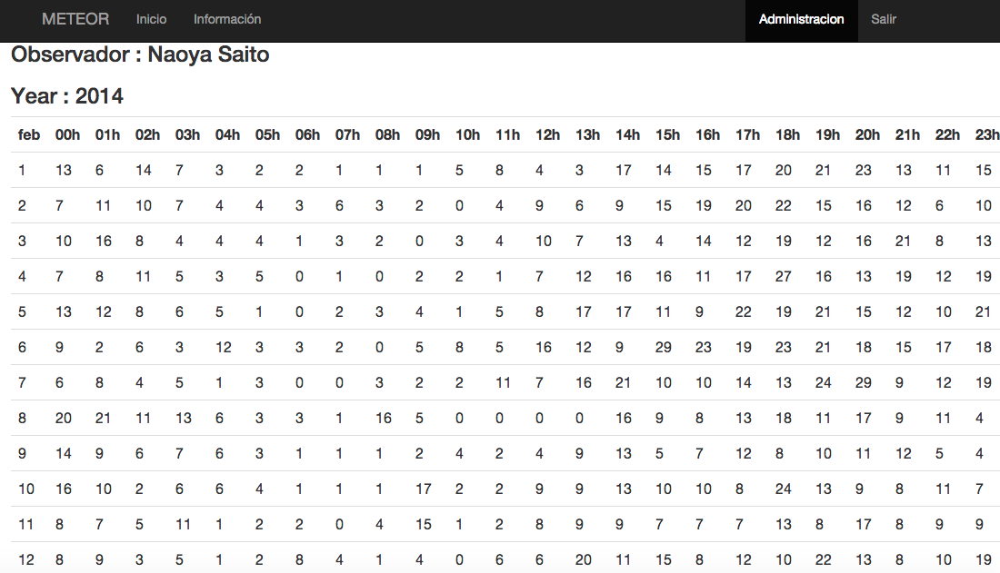 METEOR Inicio Información Administracion Salir
Observador : Naoya Saito
Year : 2014
feb 00h 01h 02h 03h 04h 05h 06h 07h 08h 09h 10h 11h 12h 13h 14h 15h 16h 17h 18h 19h 20h 21h 22h 23h
1 13 6 14 7 3 2 2 1 1 1 5 8 4 3 17 14 15 17 20 21 23 13 11 15
2 7 11 10 7 4 4 3 6 3 2 0 4 9 6 9 15 19 20 22 15 16 12 6 10
3 10 16 8 4 4 4 1 3 2 0 3 4 10 7 13 4 14 12 19 12 16 21 8 13
4 7 8 11 5 3 5 0 1 0 2 2 1 7 12 16 16 11 17 27 16 13 19 12 19
5 13 12 8 6 5 1 0 2 3 4 1 5 8 17 17 11 9 22 19 21 15 12 10 21
6 9 2 6 3 12 3 3 2 0 5 8 5 16 12 9 29 23 19 23 21 18 15 17 18
7 6 8 4 5 1 3 0 0 3 2 2 11 7 16 21 10 10 14 13 24 29 9 12 19
8 20 21 11 13 6 3 3 1 16 5 0 0 0 0 16 9 8 13 18 11 17 9 11 4
9 14 9 6 7 6 3 1 1 1 2 4 2 4 9 13 5 7 12 8 10 11 12 5 4
10 16 10 2 6 6 4 1 1 1 17 2 2 9 9 13 10 10 8 24 13 9 8 11 7
11 8 7 5 11 1 2 2 0 4 15 1 2 8 9 9 7 7 7 13 8 17 8 9 9
12 8 9 3 5 1 2 8 4 1 4 0 6 6 20 11 15 8 12 10 22 13 8 10 19